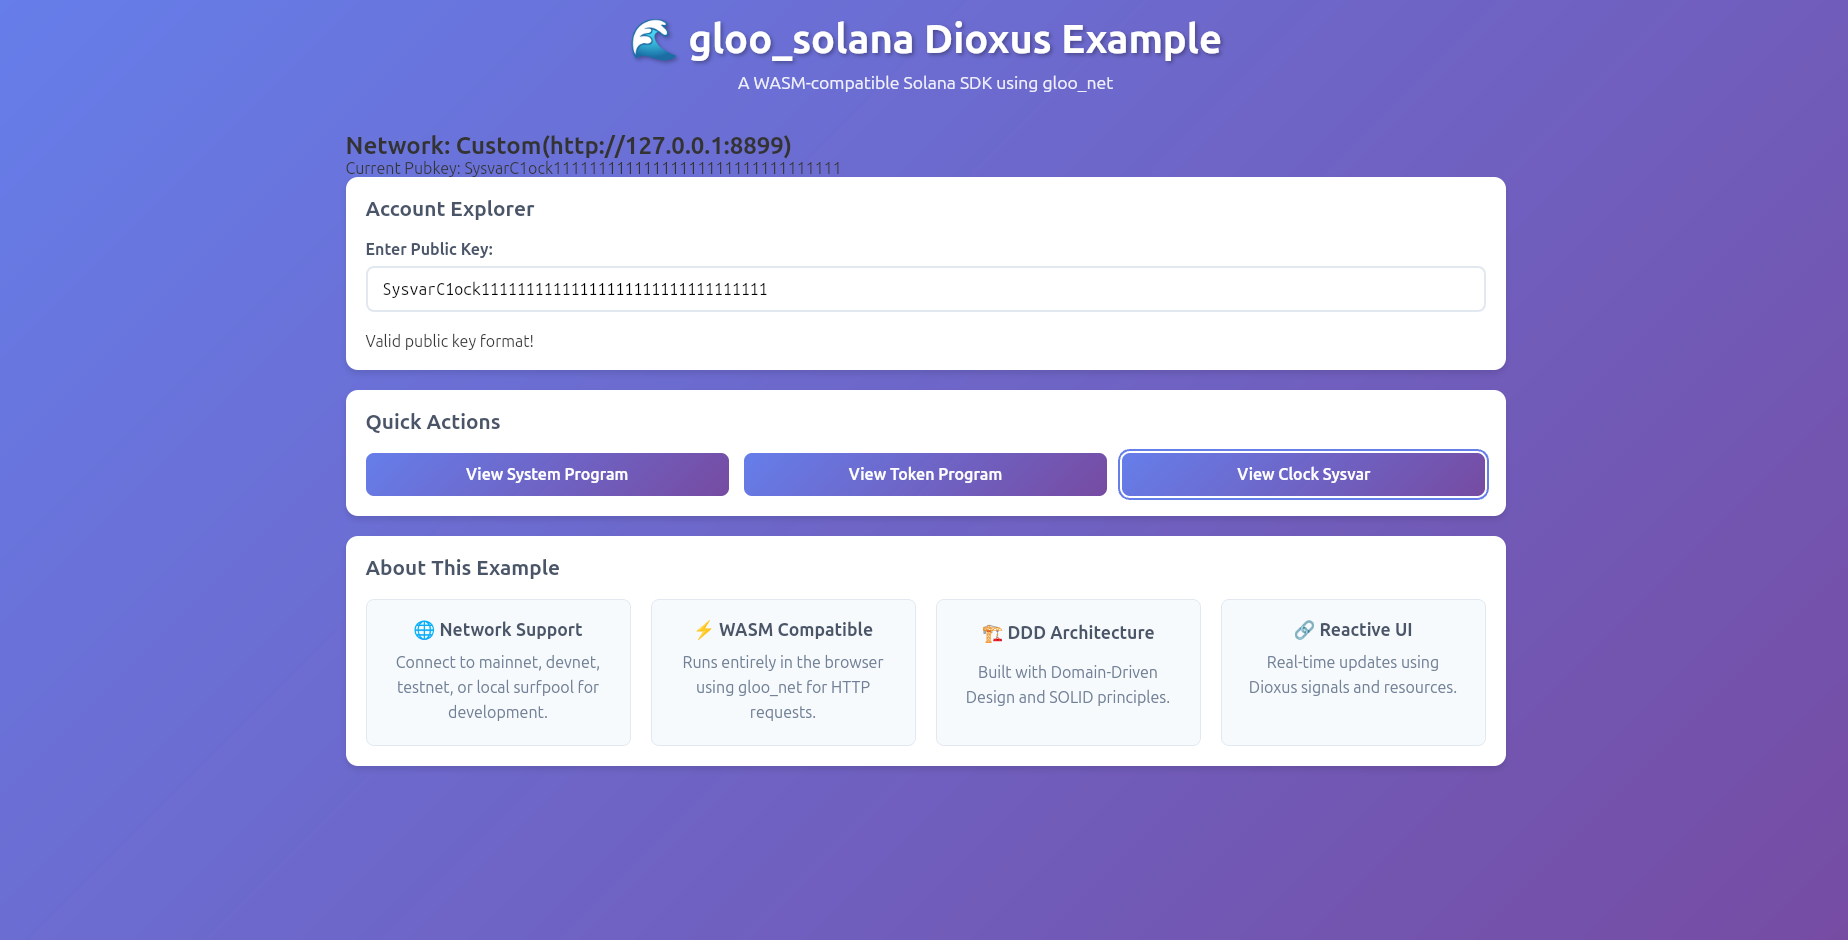 🌊 gloo_solana Dioxus Example
A WASM-compatible Solana SDK using gloo_net
Network: Custom(http://127.0.0.1:8899)
Current Pubkey: SysvarC1ock11111111111111111111111111111111
Account Explorer
Enter Public Key:
SysvarC1ock11111111111111111111111111111111
Valid public key format!
Quick Actions
View System Program
View Token Program
View Clock Sysvar
About This Example
🌐 Network Support
Connect to mainnet, devnet,
testnet, or local surfpool for
development.
⚡ WASM Compatible
Runs entirely in the browser
using gloo_net for HTTP
requests.
🏗️ DDD Architecture
Built with Domain-Driven
Design and SOLID principles.
🔗 Reactive UI
Real-time updates using
Dioxus signals and resources.